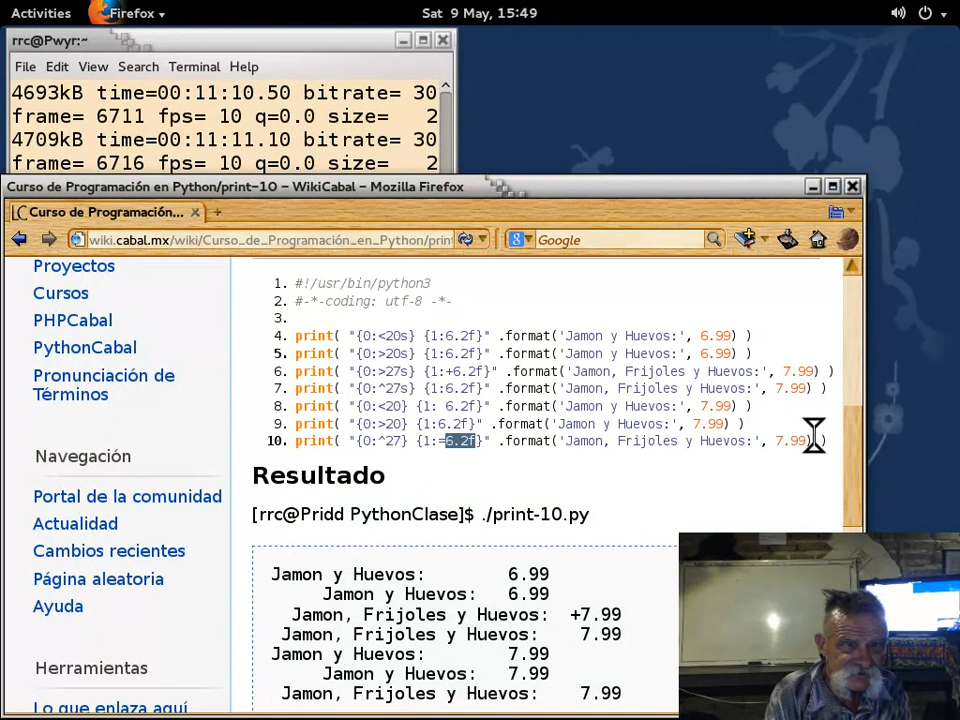 Activities Firefox Sat 9 May, 15:49
rrc@Pwyr:~
File Edit View Search Terminal Help
4693kB time=00:11:10.50 bitrate= 30
frame= 6711 fps= 10 q=0.0 size= 2
4709kB time=00:11:11.10 bitrate= 30
frame= 6716 fps= 10 q=0.0 size= 2
Curso de Programación en Python/print-10 – WikiCabal – Mozilla Firefox
Curso de Programación...
wiki.cabal.mx/wiki/Curso_de_Programación_en_Python/print
Google
Proyectos
Cursos
PHPCabal
PythonCabal
Pronunciación de
Términos
Navegación
Portal de la comunidad
Actualidad
Cambios recientes
Página aleatoria
Ayuda
Herramientas
Lo que enlaza aquí
1. #!/usr/bin/python3
2. #-*-coding: utf-8 -*-
3.
4. print( "{0:<20s} {1:6.2f}" .format('Jamon y Huevos:', 6.99) )
5. print( "{0:>20s} {1:6.2f}" .format('Jamon y Huevos:', 6.99) )
6. print( "{0:>27s} {1:+6.2f}" .format('Jamon, Frijoles y Huevos:', 7.99) )
7. print( "{0:^27s} {1:6.2f}" .format('Jamon, Frijoles y Huevos:', 7.99) )
8. print( "{0:<20} {1: 6.2f}" .format('Jamon y Huevos:', 7.99) )
9. print( "{0:>20} {1:6.2f}" .format('Jamon y Huevos:', 7.99) )
10. print( "{0:^27} {1:=6.2f}" .format('Jamon, Frijoles y Huevos:', 7.99) )
Resultado
[rrc@Pridd PythonClase]$ ./print-10.py
Jamon y Huevos: 6.99
Jamon y Huevos: 6.99
Jamon, Frijoles y Huevos: +7.99
Jamon, Frijoles y Huevos: 7.99
Jamon y Huevos: 7.99
Jamon y Huevos: 7.99
Jamon, Frijoles y Huevos: 7.99